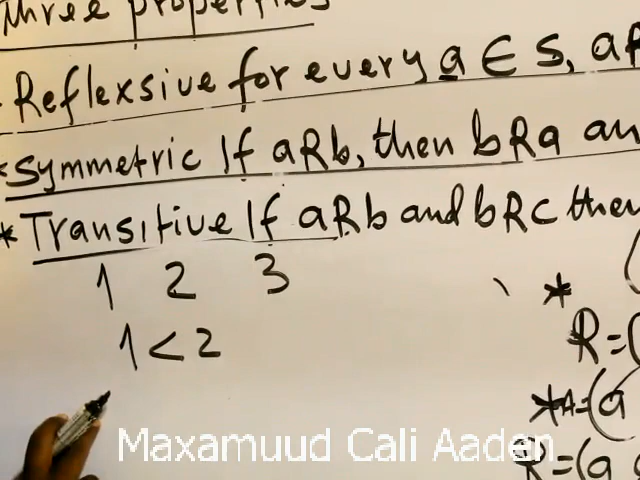 Three properties
Reflexsive for every a ∈ S, aR
* Symmetric If aRb, then bRa an
* Transitive If aRb and bRc then
1 2 3
1 < 2
*
R=(
*A=(a
R=(a
Maxamuud Cali Aaden